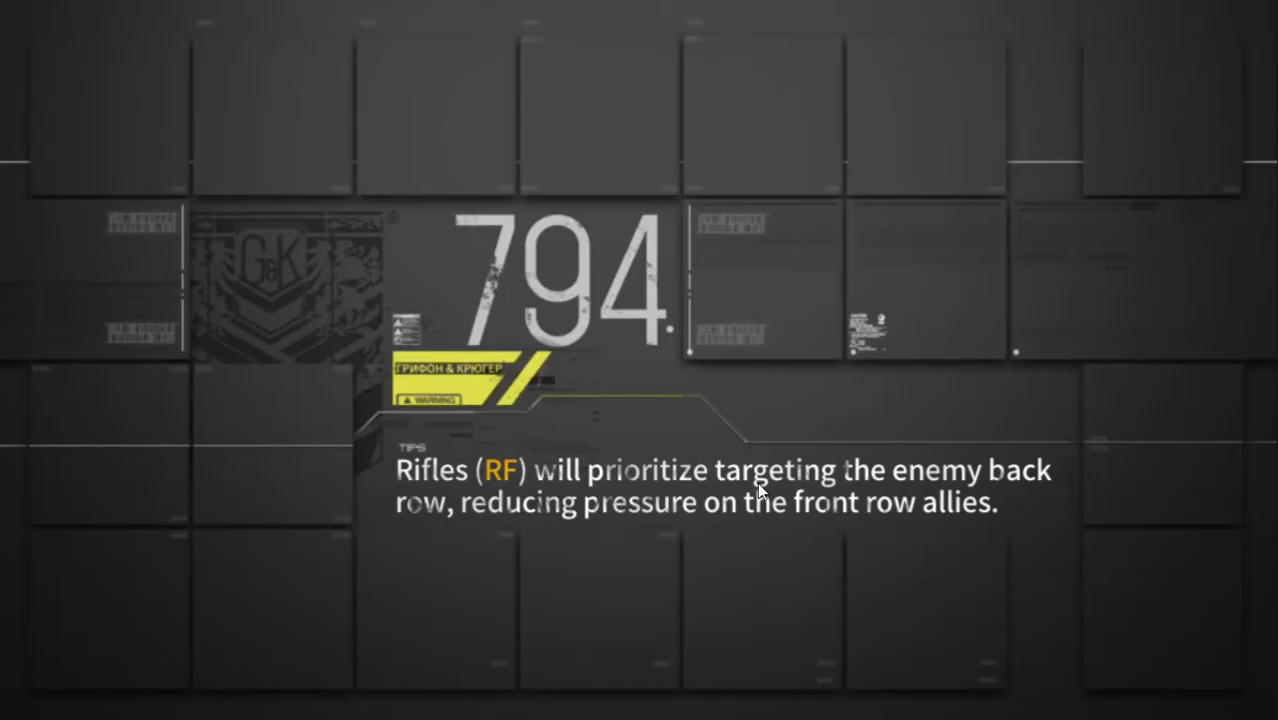 G&K
794.
ГРИФОН & КРЮГЕР
WARNING
TIPS
Rifles (RF) will prioritize targeting the enemy back
row, reducing pressure on the front row allies.